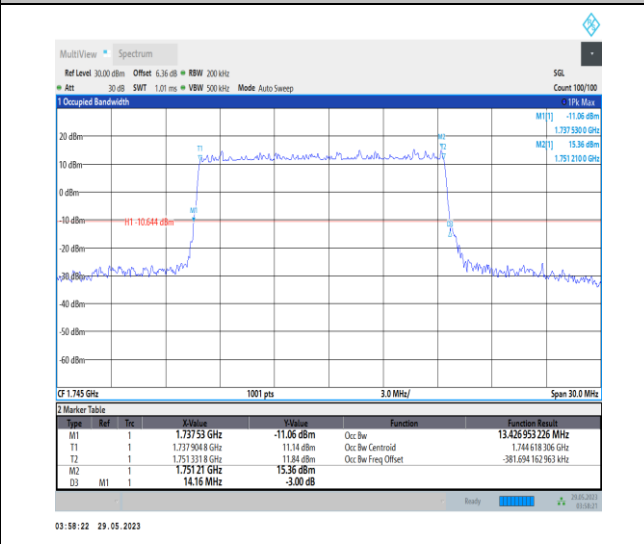 MultiView Spectrum
Ref Level 30.00 dBm Offset 6.36 dB RBW 200 kHz SGL
Att 30 dB SWT 1.01 ms VBW 500 kHz Mode Auto Sweep Count 100/100
1 Occupied Bandwidth 1Pk Max
M1[1] -11.06 dBm
1.737 530 0 GHz
M2[1] 15.36 dBm
1.751 210 0 GHz
20 dBm
M2
T1
T2
10 dBm
0 dBm
M1
-10 dBm
H1 -10.644 dBm
D3
-20 dBm
-30 dBm
-40 dBm
-50 dBm
-60 dBm
CF 1.745 GHz 1001 pts 3.0 MHz/ Span 30.0 MHz
2 Marker Table
Type Ref Trc X-Value Y-Value Function Function Result
M1 1 1.737 53 GHz -11.06 dBm Occ Bw 13.426 953 226 MHz
T1 1 1.737 904 8 GHz 11.14 dBm Occ Bw Centroid 1.744 618 306 GHz
T2 1 1.751 331 8 GHz 11.84 dBm Occ Bw Freq Offset -381.694 162 963 kHz
M2 1 1.751 21 GHz 15.36 dBm
D3 M1 1 14.16 MHz -3.00 dB
Ready 29.05.2023
03:58:21
03:58:22 29.05.2023